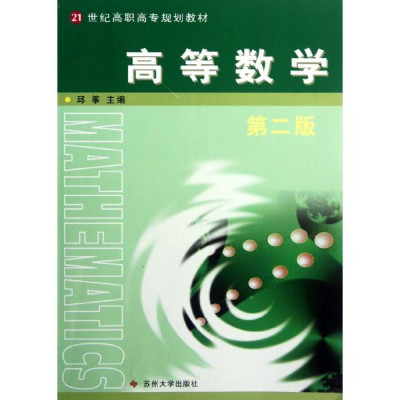 21世纪高职高专规划教材
高等数学
邱筝 主编
第二版
MATHEMATICS
苏州大学出版社